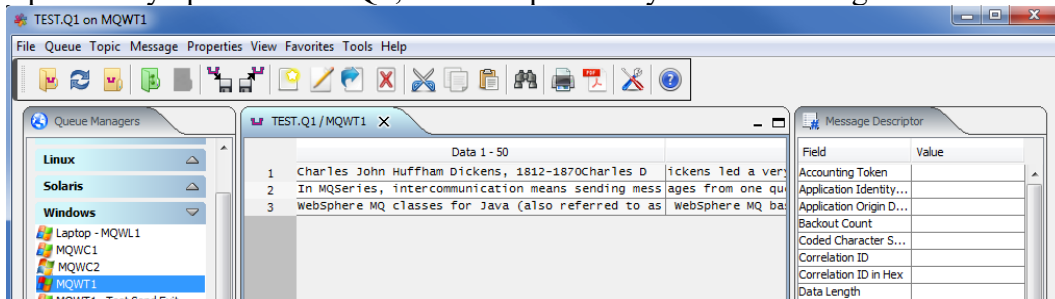 TEST.Q1 on MQWT1
File Queue Topic Message Properties View Favorites Tools Help
PDF
Queue Managers
TEST.Q1/MQWT1
Message Descriptor
Data 1 - 50
Field Value
Linux
Solaris
Windows
Laptop - MQWL1
MQWC1
MQWC2
MQWT1
1 Charles John Huffham Dickens, 1812-1870Charles D ickens led a very
2 In MQSeries, intercommunication means sending mess ages from one qu
3 WebSphere MQ classes for Java (also referred to as WebSphere MQ ba
Accounting Token
Application Identity...
Application Origin D...
Backout Count
Coded Character S...
Correlation ID
Correlation ID in Hex
Data Length